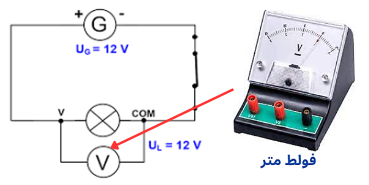 + G -
U_G = 12 V
V COM
V
U_L = 12 V
V
فولط متر